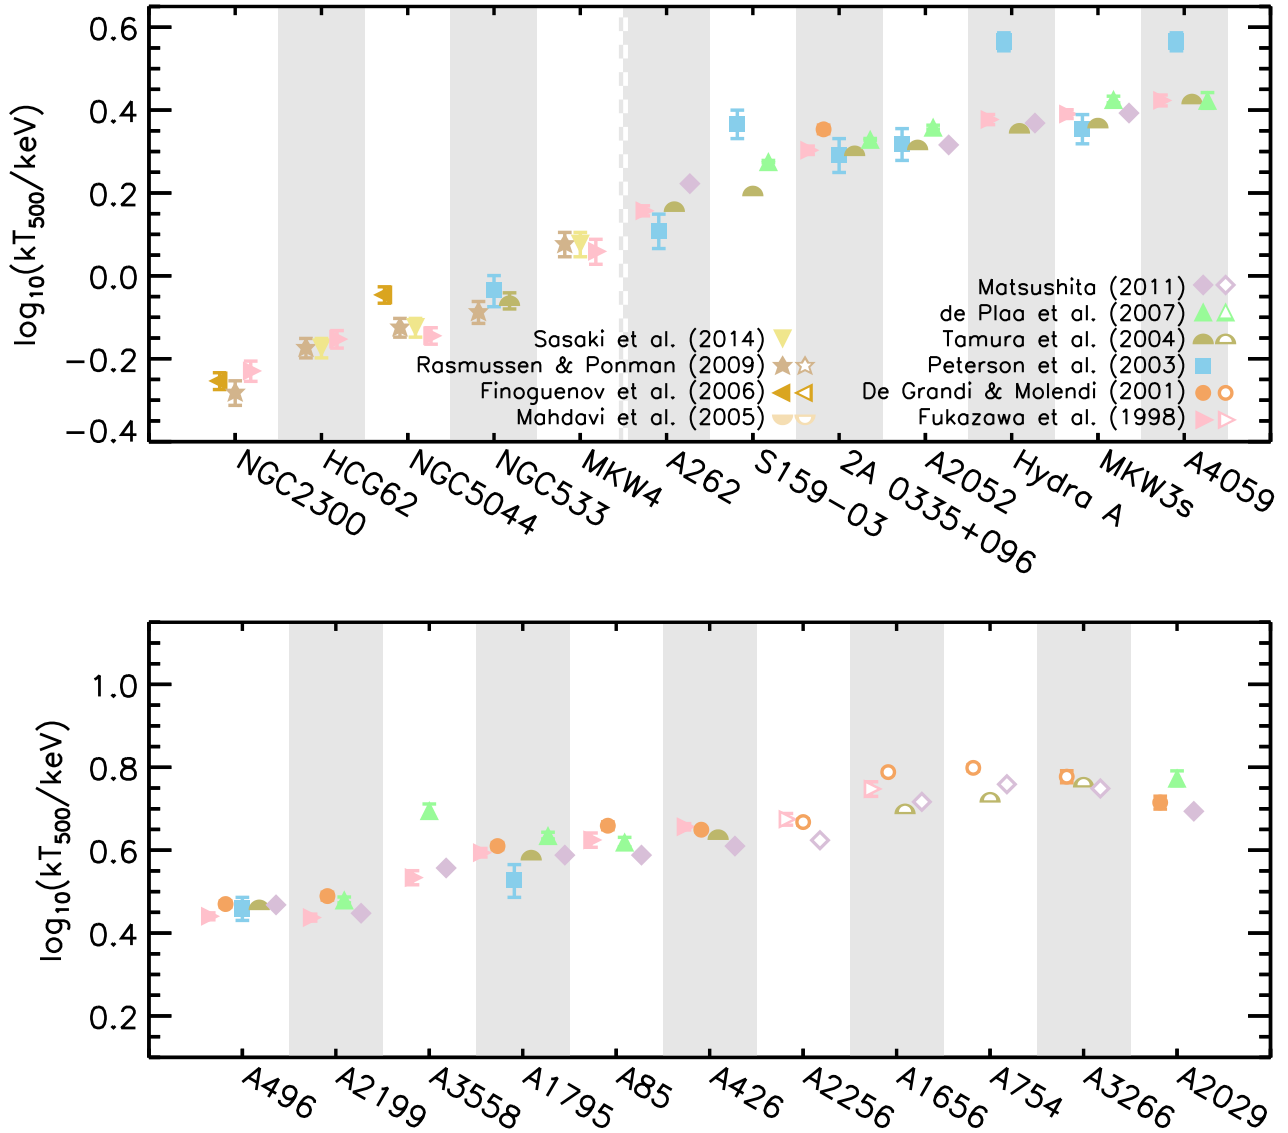 0.6
0.4
0.2
0.0
−0.2
−0.4
log10(kT500/keV)
Matsushita (2011)
de Plaa et al. (2007)
Sasaki et al. (2014)
Tamura et al. (2004)
Rasmussen & Ponman (2009)
Peterson et al. (2003)
Finoguenov et al. (2006)
De Grandi & Molendi (2001)
Mahdavi et al. (2005)
Fukazawa et al. (1998)
NGC2300
HCG62
NGC5044
NGC533
MKW4
A262
S159−03
2A 0335+096
A2052
Hydra A
MKW3s
A4059
1.0
0.8
0.6
0.4
0.2
log10(kT500/keV)
A496
A2199
A3558
A1795
A85
A426
A2256
A1656
A754
A3266
A2029